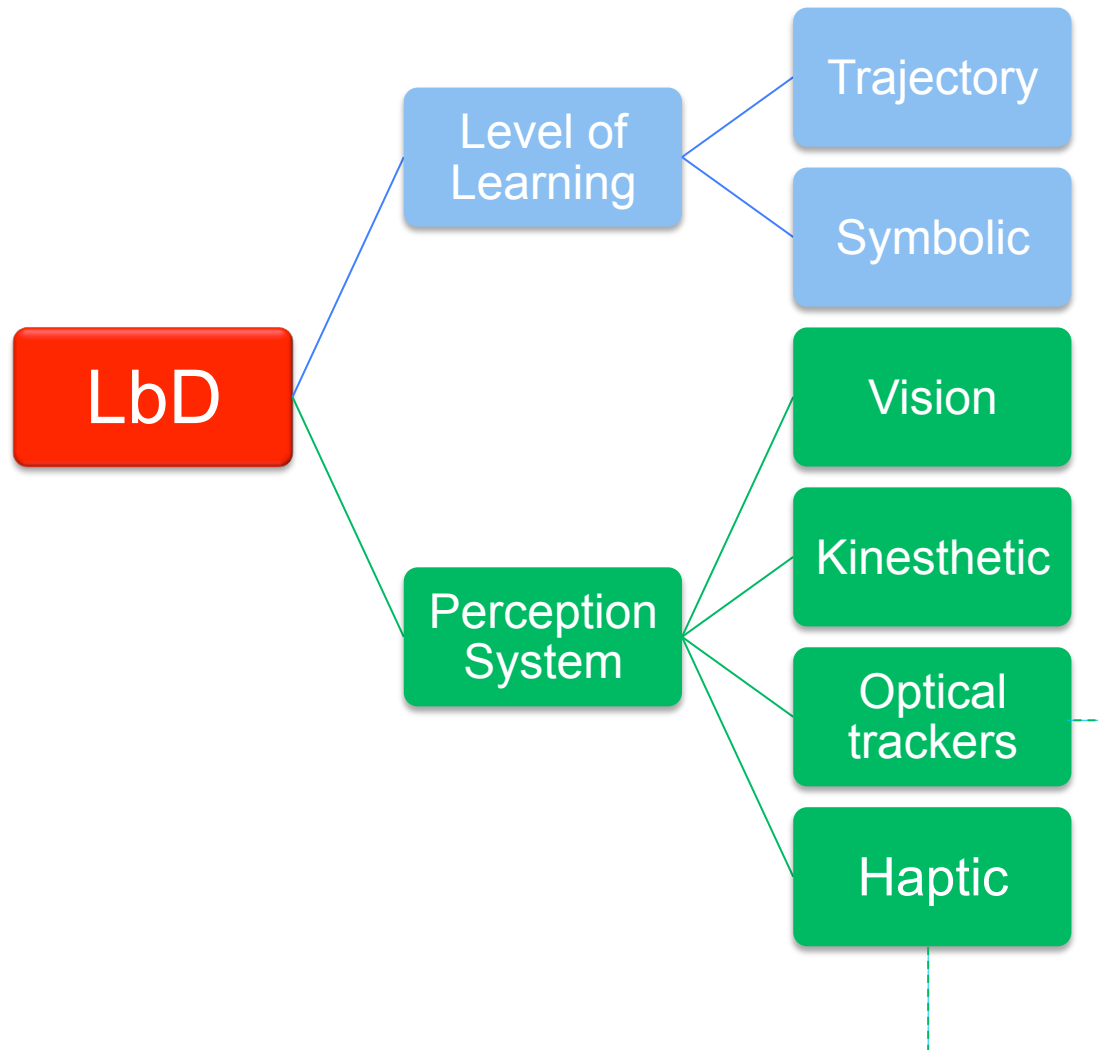 LbD
Level of
Learning
Trajectory
Symbolic
Perception
System
Vision
Kinesthetic
Optical
trackers
Haptic